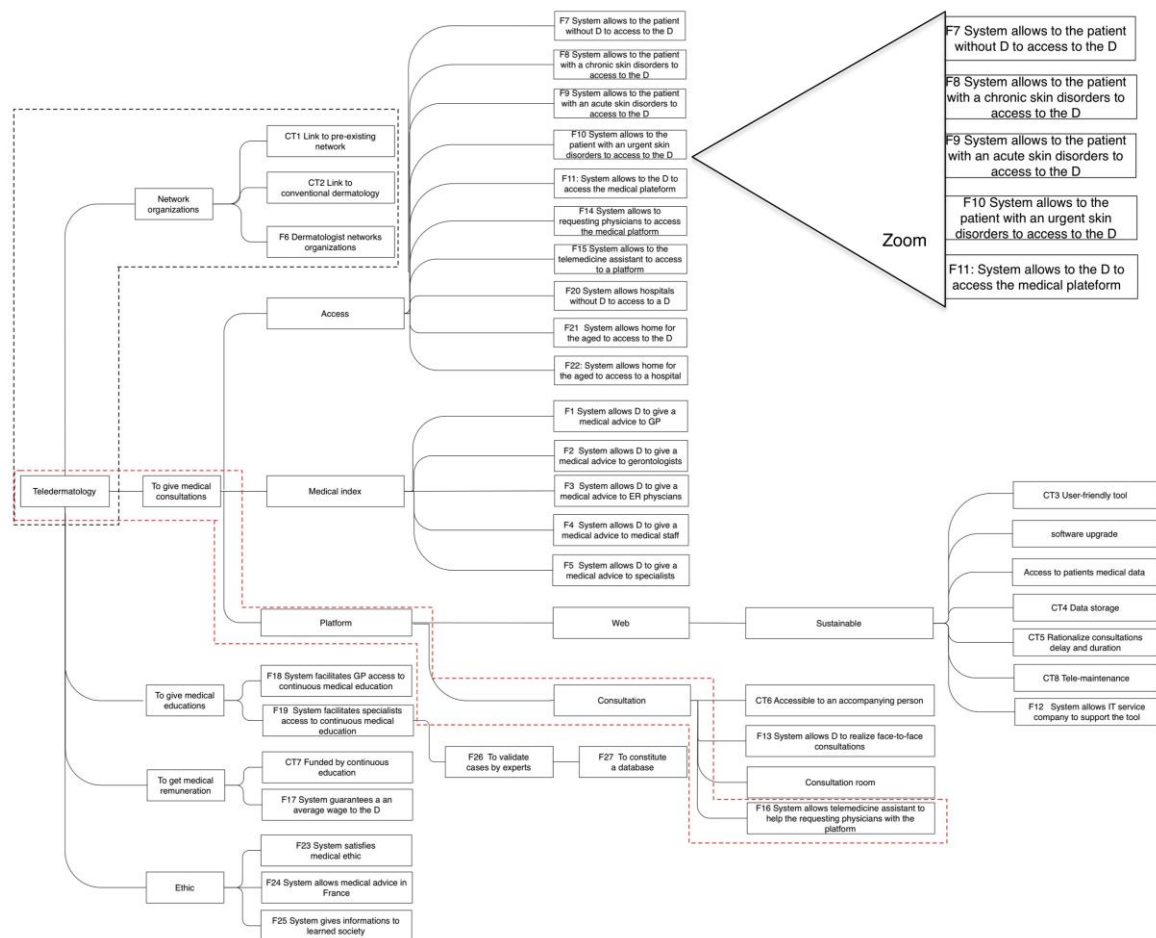 F7 System allows to the patient
without D to access to the D
F8 System allows to the patient
with a chronic skin disorders to
access to the D
F9 System allows to the patient
with an acute skin disorders to
access to the D
F10 System allows to the
patient with an urgent skin
disorders to access to the D
F11: System allows to the D to
access the medical plateform
F14 System allows to
requesting physicians to access
the medical platform
F15 System allows to the
telemedicine assistant to access
to a platform
F20 System allows hospitals
without D to access to a D
F21 System allows home for
the aged to access to the D
F22: System allows home for
the aged to access to a hospital
Zoom
F7 System allows to the patient
without D to access to the D
F8 System allows to the patient
with a chronic skin disorders to
access to the D
F9 System allows to the patient
with an acute skin disorders to
access to the D
F10 System allows to
the patient with an urgent skin
disorders to access to the D
F11: System allows to the D to
access the medical plateform
CT1 Link to pre-existing
network
CT2 Link to
conventional dermatology
F6 Dermatologist networks
organizations
Network
organizations
Access
F1 System allows D to give a
medical advice to GP
F2 System allows D to give a
medical advice to gerontologists
F3 System allows D to give a
medical advice to ER physcians
F4 System allows D to give a
medical advice to medical staff
F5 System allows D to give a
medical advice to specialists
Teledermatology
To give medical
consultations
Medical index
Platform
Web
Sustainable
CT3 User-friendly tool
software upgrade
Access to patients medical data
CT4 Data storage
CT5 Rationalize consultations
delay and duration
CT8 Tele-maintenance
F12 System allows IT service
company to support the tool
Consultation
CT6 Accessible to an accompanying person
F13 System allows D to realize face-to-face
consultations
Consultation room
F16 System allows telemedicine assistant to
help the requesting physicians with the
platform
To give medical
educations
F18 System facilitates GP access to
continuous medical education
F19 System facilitates specialists
access to continuous medical
education
F26 To validate
cases by experts
F27 To constitute
a database
To get medical
remuneration
CT7 Funded by continuous
education
F17 System guarantees a an
average wage to the D
Ethic
F23 System satisfies
medical ethic
F24 System allows medical advice in
France
F25 System gives informations to
learned society